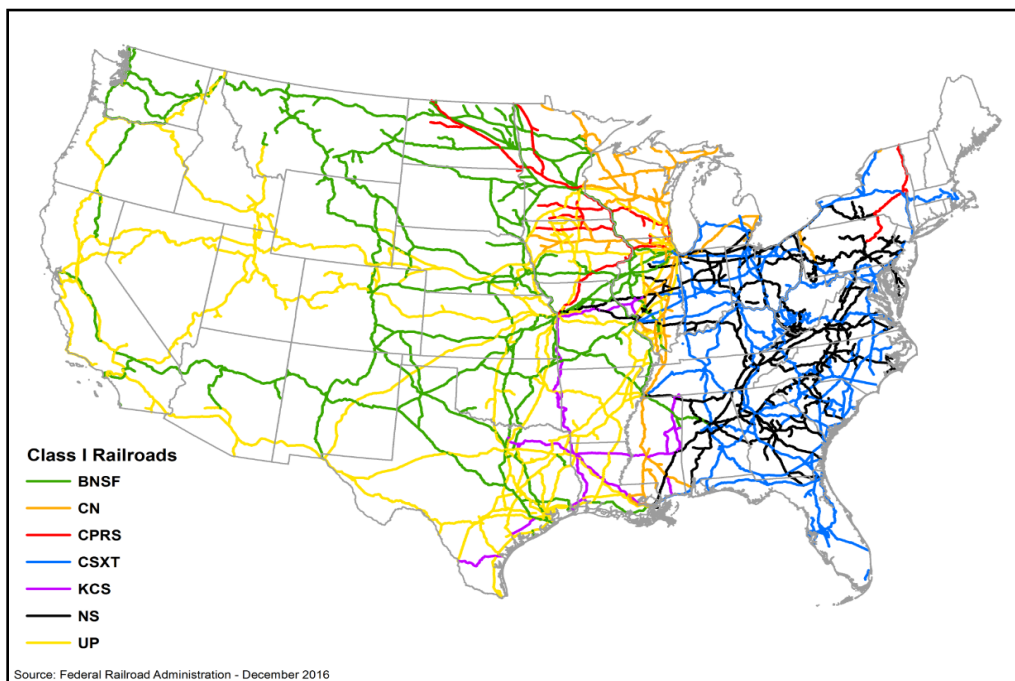 Class I Railroads
BNSF
CN
CPRS
CSXT
KCS
NS
UP
Source: Federal Railroad Administration - December 2016